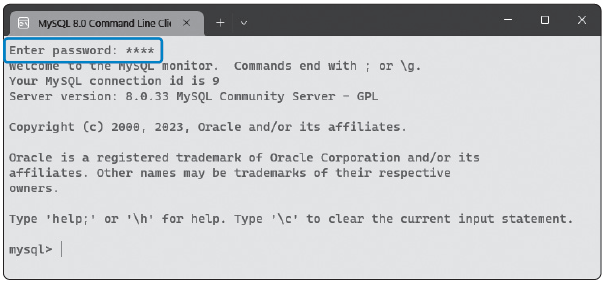 MySQL 8.0 Command Line Clie
Enter password: ****
Welcome to the MySQL monitor.  Commands end with ; or \g.
Your MySQL connection id is 9
Server version: 8.0.33 MySQL Community Server - GPL
Copyright (c) 2000, 2023, Oracle and/or its affiliates.
Oracle is a registered trademark of Oracle Corporation and/or its
affiliates. Other names may be trademarks of their respective
owners.
Type 'help;' or '\h' for help. Type '\c' to clear the current input statement.
mysql>